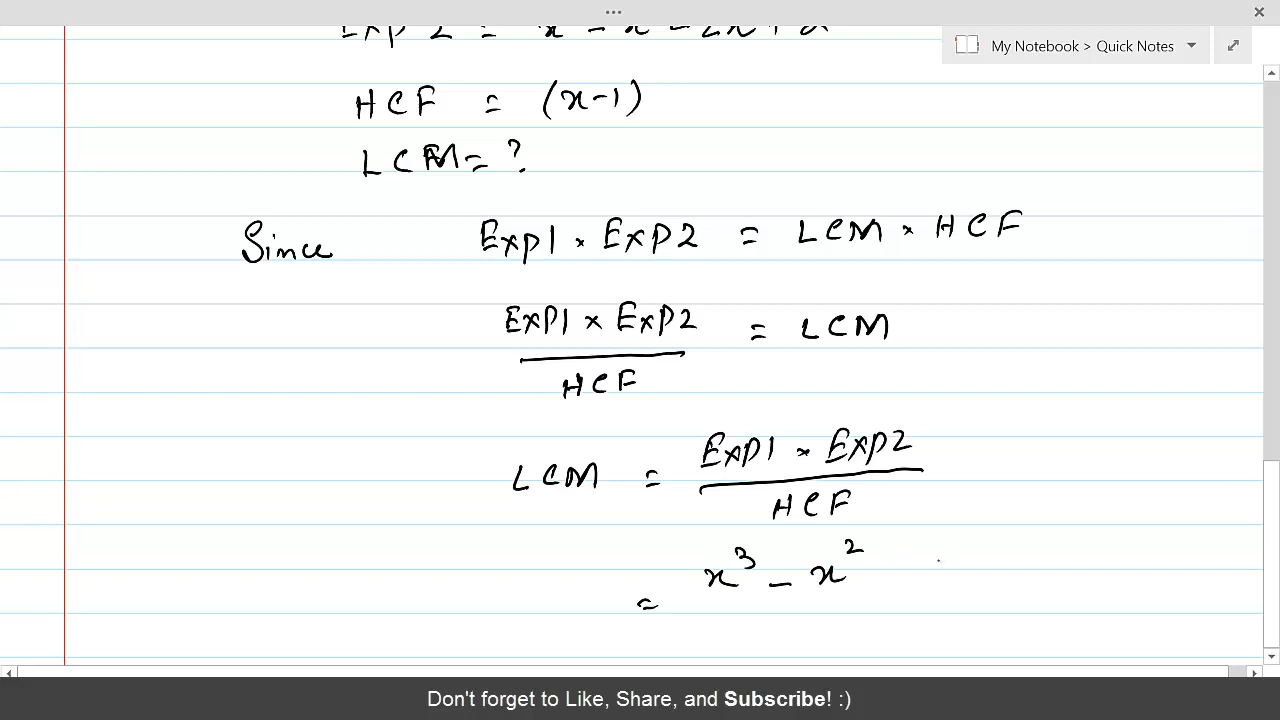 My Notebook > Quick Notes
HCF = (x-1)
LCM = ?
Since Exp1 × Exp2 = LCM × HCF
Exp1 × Exp2 = LCM
HCF
LCM = Exp1 × Exp2
HCF
= x³ - x²
Don't forget to Like, Share, and Subscribe! :)